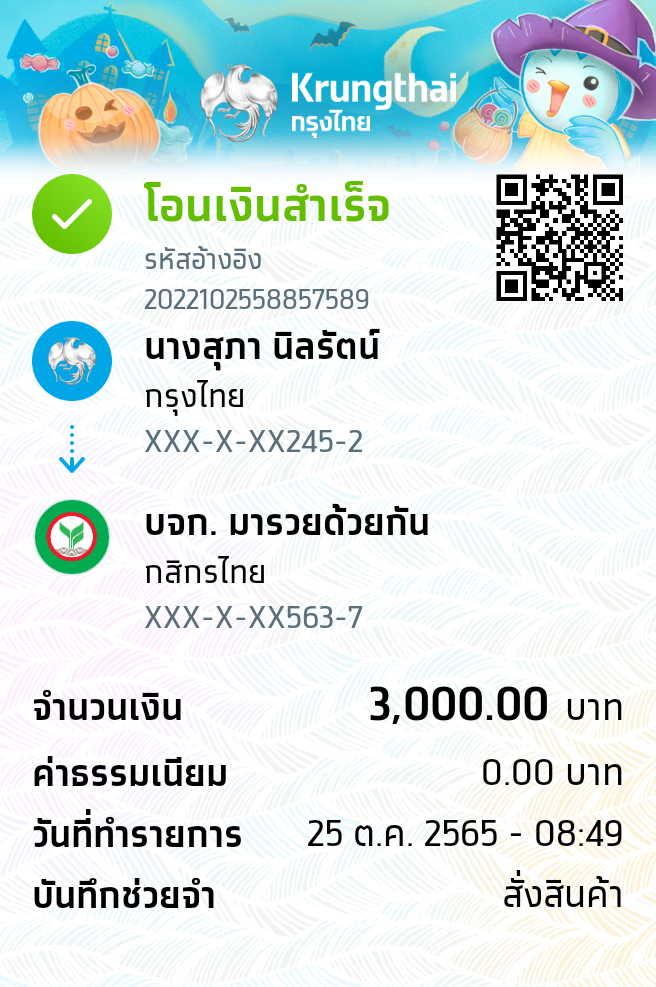 Krungthai
กรุงไทย
โอนเงินสำเร็จ
รหัสอ้างอิง
2022102558857589
นางสุภา นิลรัตน์
กรุงไทย
XXX-X-XX245-2
บจก. มารวยด้วยกัน
กสิกรไทย
XXX-X-XX563-7
จำนวนเงิน 3,000.00 บาท
ค่าธรรมเนียม 0.00 บาท
วันที่ทำรายการ 25 ต.ค. 2565 - 08:49
บันทึกช่วยจำ สั่งสินค้า